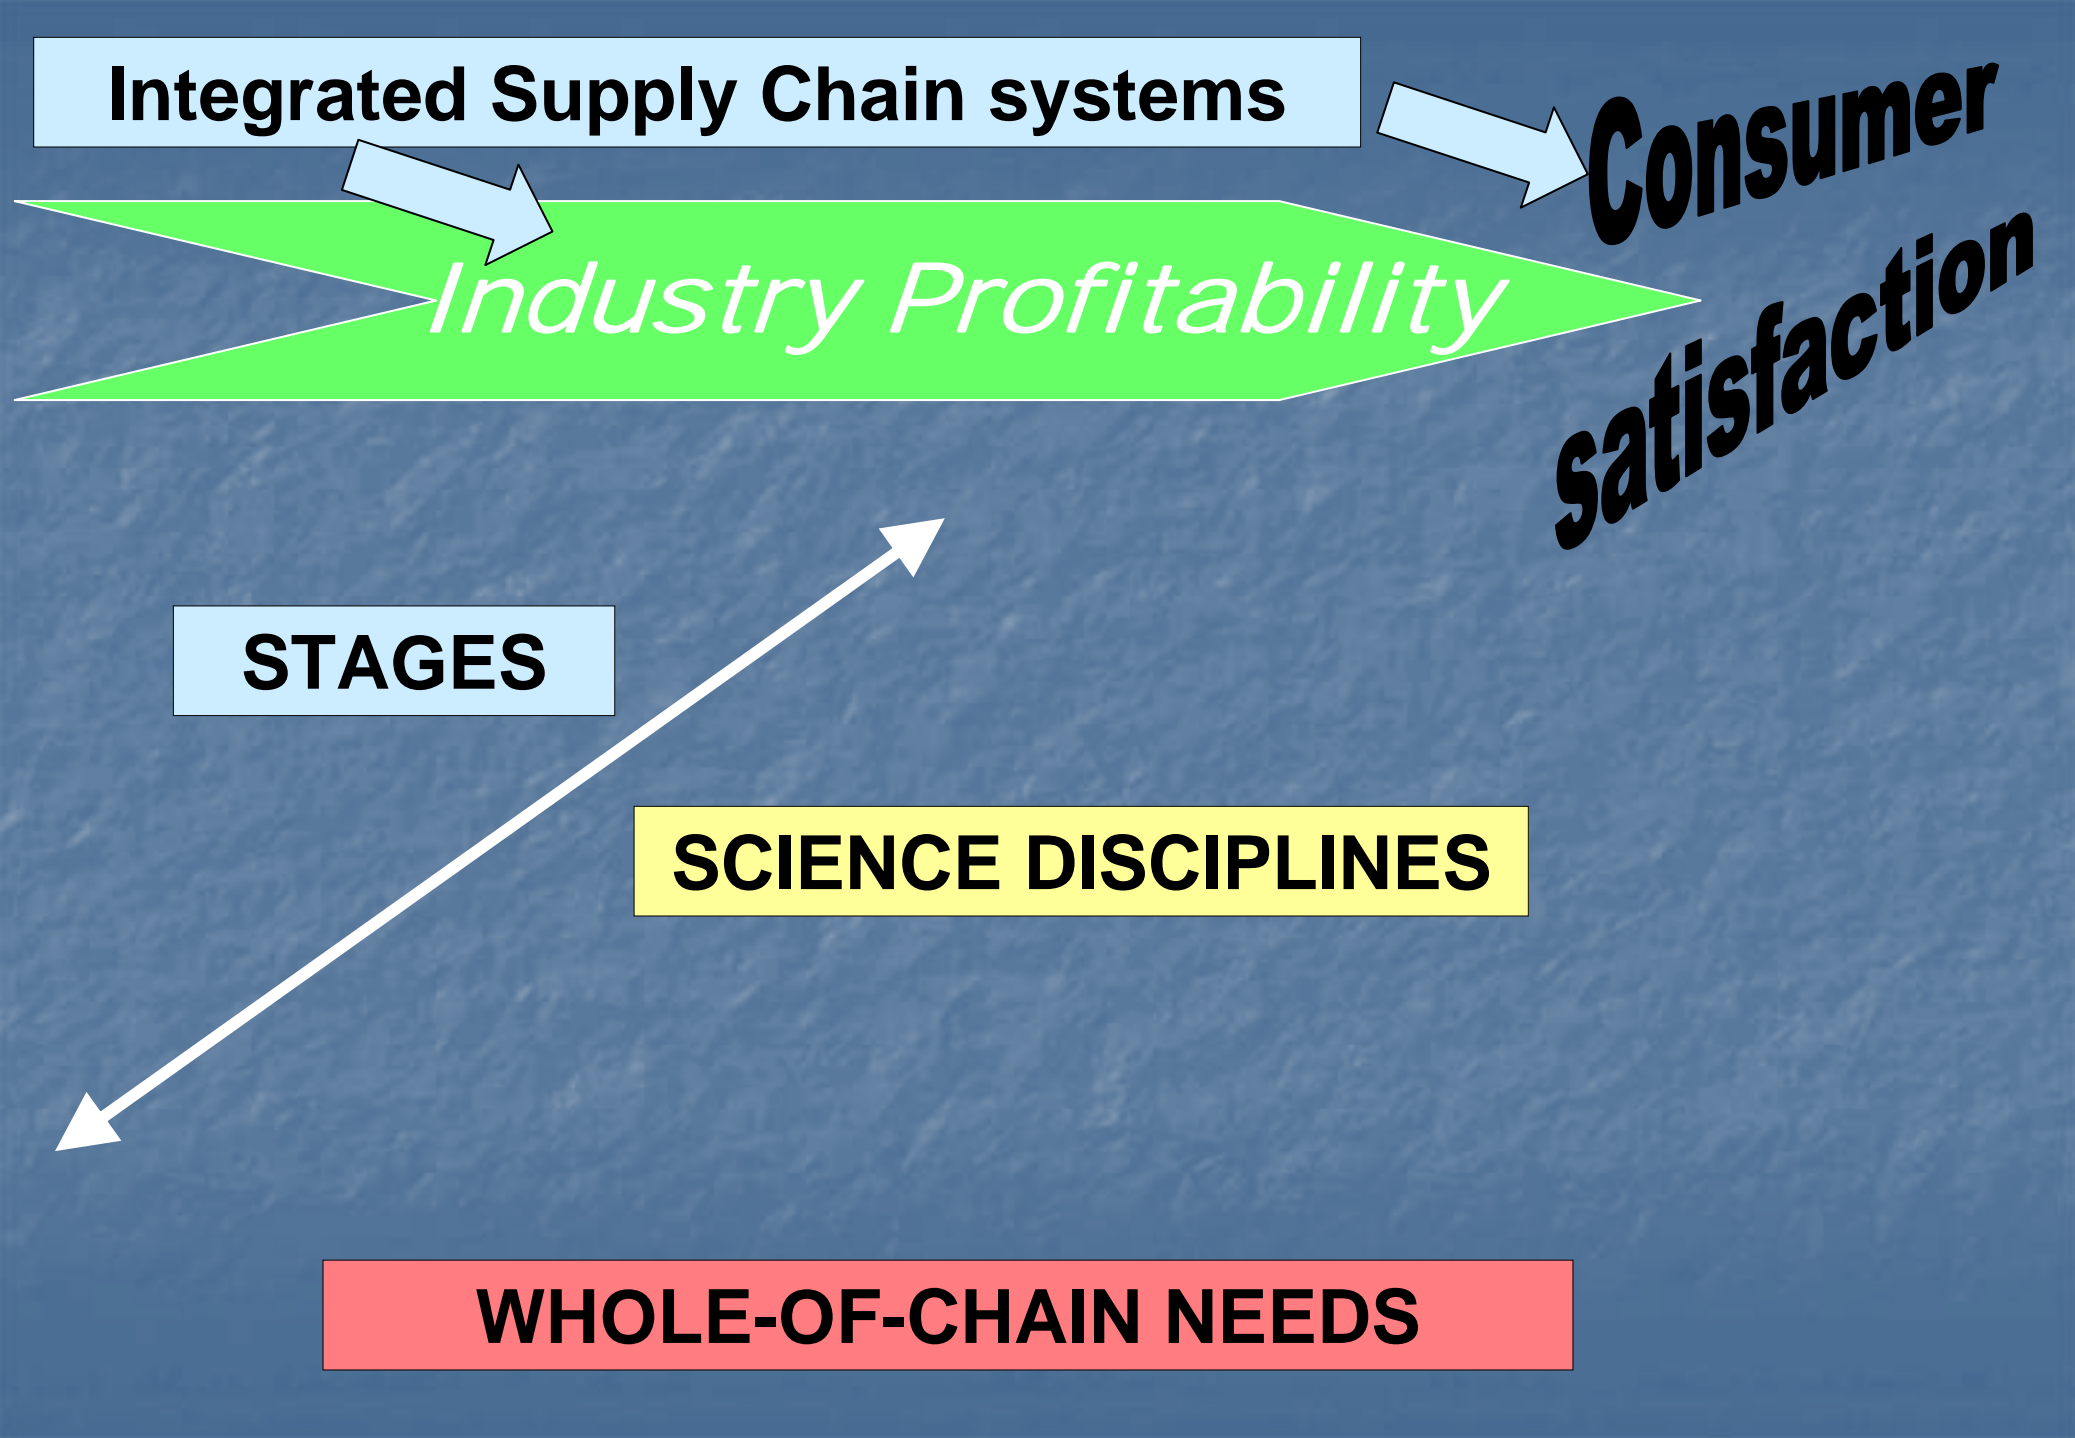 Integrated Supply Chain systems
Consumer
satisfaction
Industry Profitability
STAGES
SCIENCE DISCIPLINES
WHOLE-OF-CHAIN NEEDS